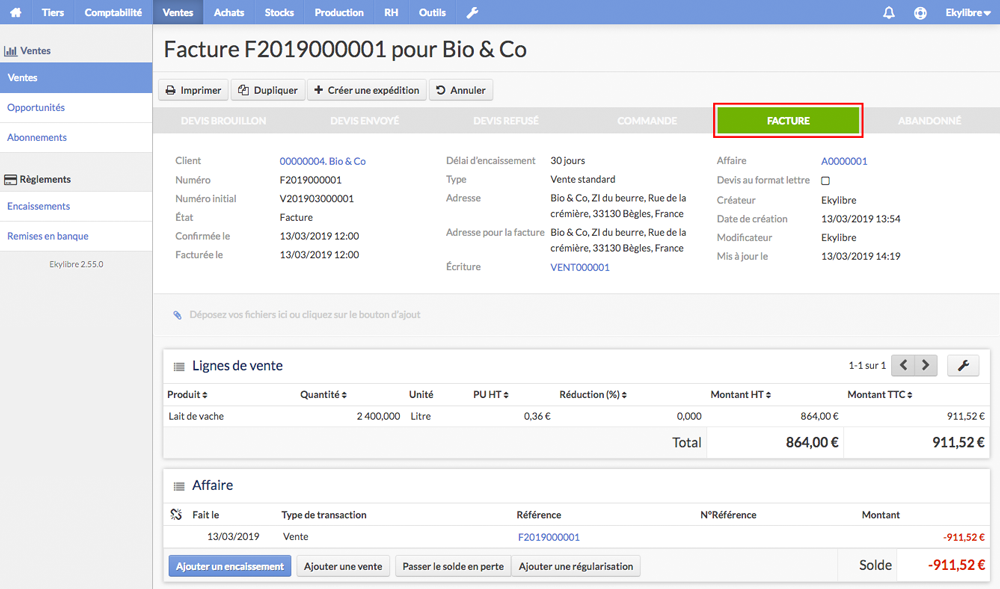 Tiers Comptabilité Ventes Achats Stocks Production RH Outils Ekylibre
Ventes
Ventes
Opportunités
Abonnements
Règlements
Encaissements
Remises en banque
Ekylibre 2.55.0
Facture F2019000001 pour Bio & Co
Imprimer Dupliquer Créer une expédition Annuler
DEVIS BROUILLON DEVIS ENVOYÉ DEVIS REFUSÉ COMMANDE FACTURE ABANDONNÉ
Client 00000004. Bio & Co
Numéro F2019000001
Numéro initial V201903000001
État Facture
Confirmée le 13/03/2019 12:00
Facturée le 13/03/2019 12:00
Délai d'encaissement 30 jours
Type Vente standard
Adresse Bio & Co, ZI du beurre, Rue de la
crémière, 33130 Bègles, France
Adresse pour la facture Bio & Co, ZI du beurre, Rue de la
crémière, 33130 Bègles, France
Écriture VENT000001
Affaire A0000001
Devis au format lettre
Créateur Ekylibre
Date de création 13/03/2019 13:54
Modificateur Ekylibre
Mis à jour le 13/03/2019 14:19
Déposez vos fichiers ici ou cliquez sur le bouton d'ajout
Lignes de vente 1-1 sur 1
Produit Quantité Unité PU HT Réduction (%) Montant HT Montant TTC
Lait de vache 2 400,000 Litre 0,36 € 0,000 864,00 € 911,52 €
Total 864,00 € 911,52 €
Affaire
Fait le Type de transaction Référence N°Référence Montant
13/03/2019 Vente F2019000001 -911,52 €
Ajouter un encaissement Ajouter une vente Passer le solde en perte Ajouter une régularisation Solde -911,52 €